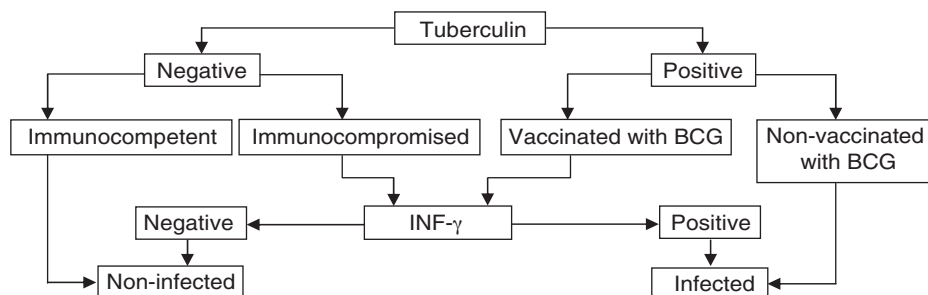 Tuberculin
Negative
Positive
Immunocompetent
Immunocompromised
Vaccinated with BCG
Non-vaccinated
with BCG
Negative
INF-γ
Positive
Non-infected
Infected